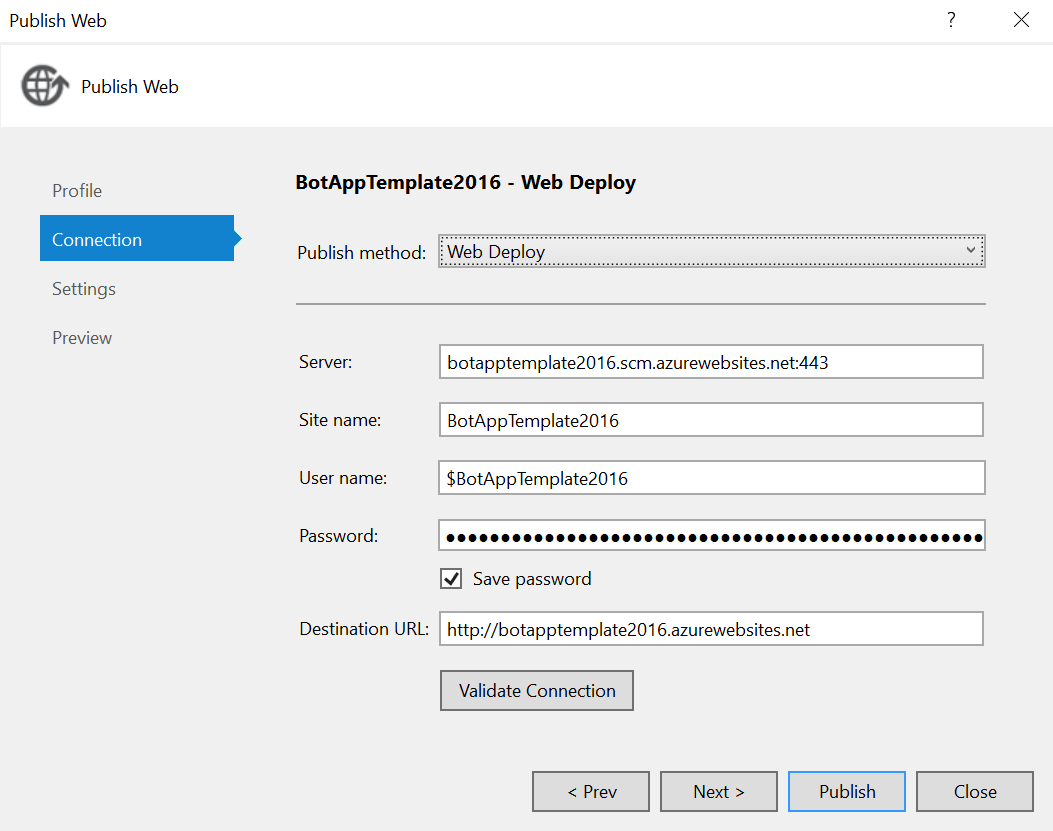 Publish Web
?
Publish Web
Profile
Connection
Settings
Preview
BotAppTemplate2016 - Web Deploy
Publish method: Web Deploy
Server: botapptemplate2016.scm.azurewebsites.net:443
Site name: BotAppTemplate2016
User name: $BotAppTemplate2016
Password: ●●●●●●●●●●●●●●●●●●●●●●●●●●●●●●●●●●●●●●●●●●●●●●●●●
Save password
Destination URL: http://botapptemplate2016.azurewebsites.net
Validate Connection
< Prev Next > Publish Close